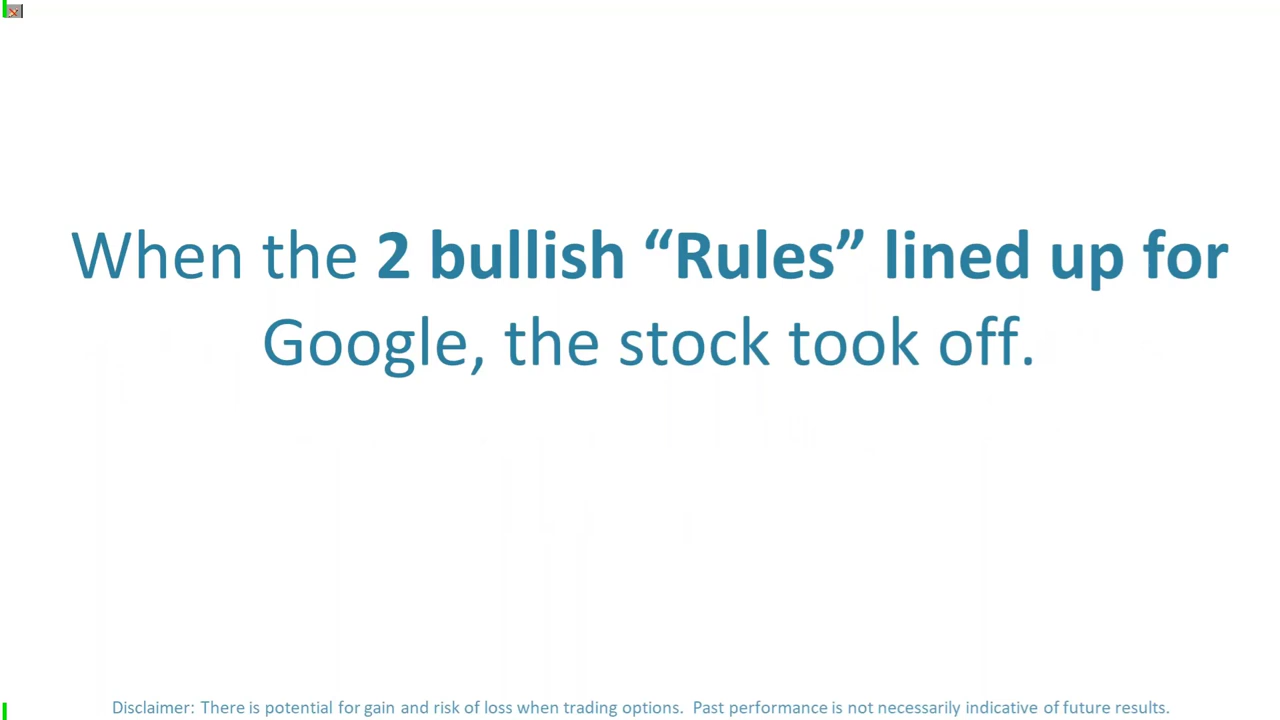 When the 2 bullish “Rules” lined up for
Google, the stock took off.
Disclaimer: There is potential for gain and risk of loss when trading options.  Past performance is not necessarily indicative of future results.